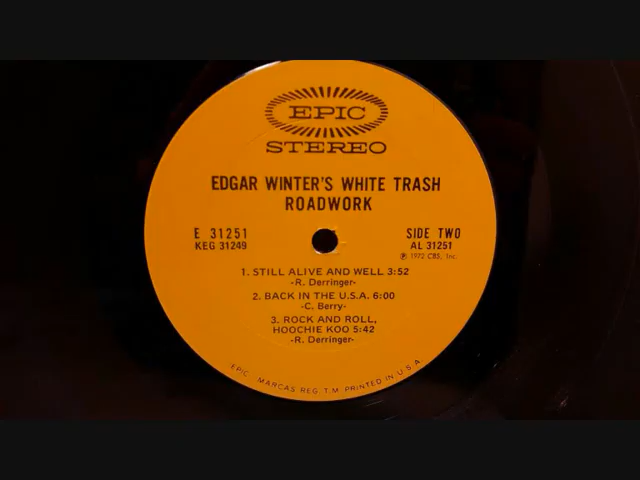 EPIC
STEREO
EDGAR WINTER'S WHITE TRASH
ROADWORK
E 31251
KEG 31249
SIDE TWO
AL 31251
℗ 1972 CBS, Inc.
1. STILL ALIVE AND WELL 3:52
-R. Derringer-
2. BACK IN THE U.S.A. 6:00
-C. Berry-
3. ROCK AND ROLL,
HOOCHIE KOO 5:42
-R. Derringer-
"EPIC," MARCAS REG. T.M. PRINTED IN U.S.A.